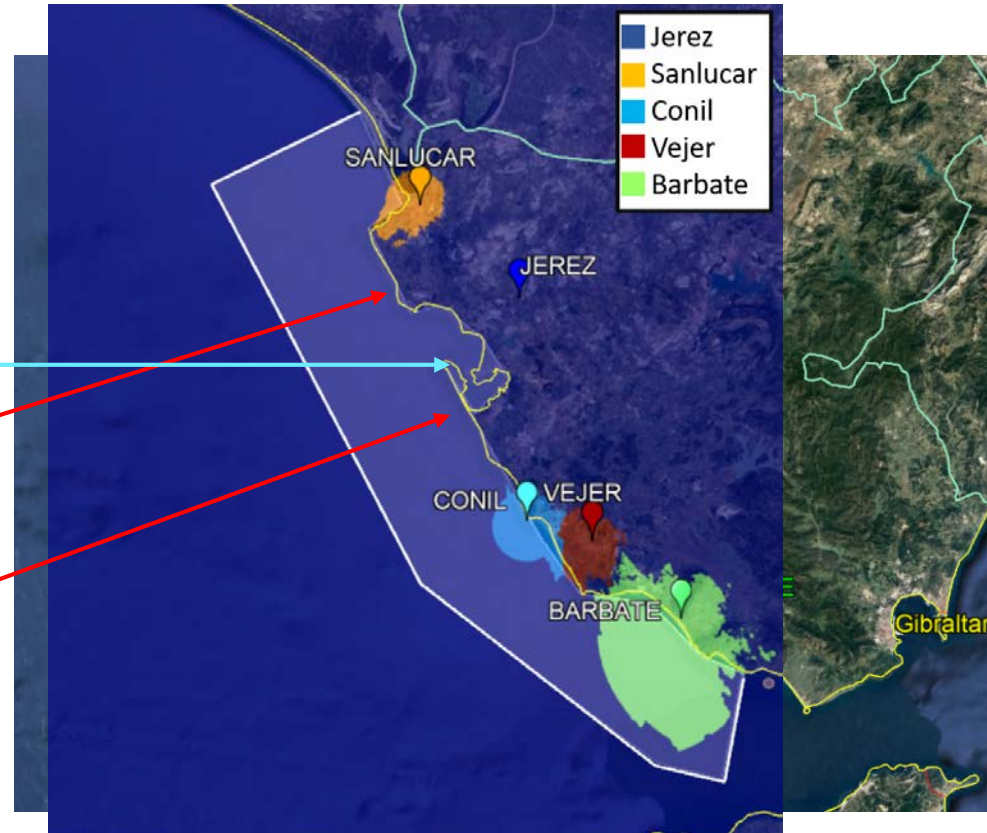 Jerez
Sanlucar
Conil
Vejer
Barbate
SANLUCAR
JEREZ
CONIL
VEJER
BARBATE
E
Gibraltar